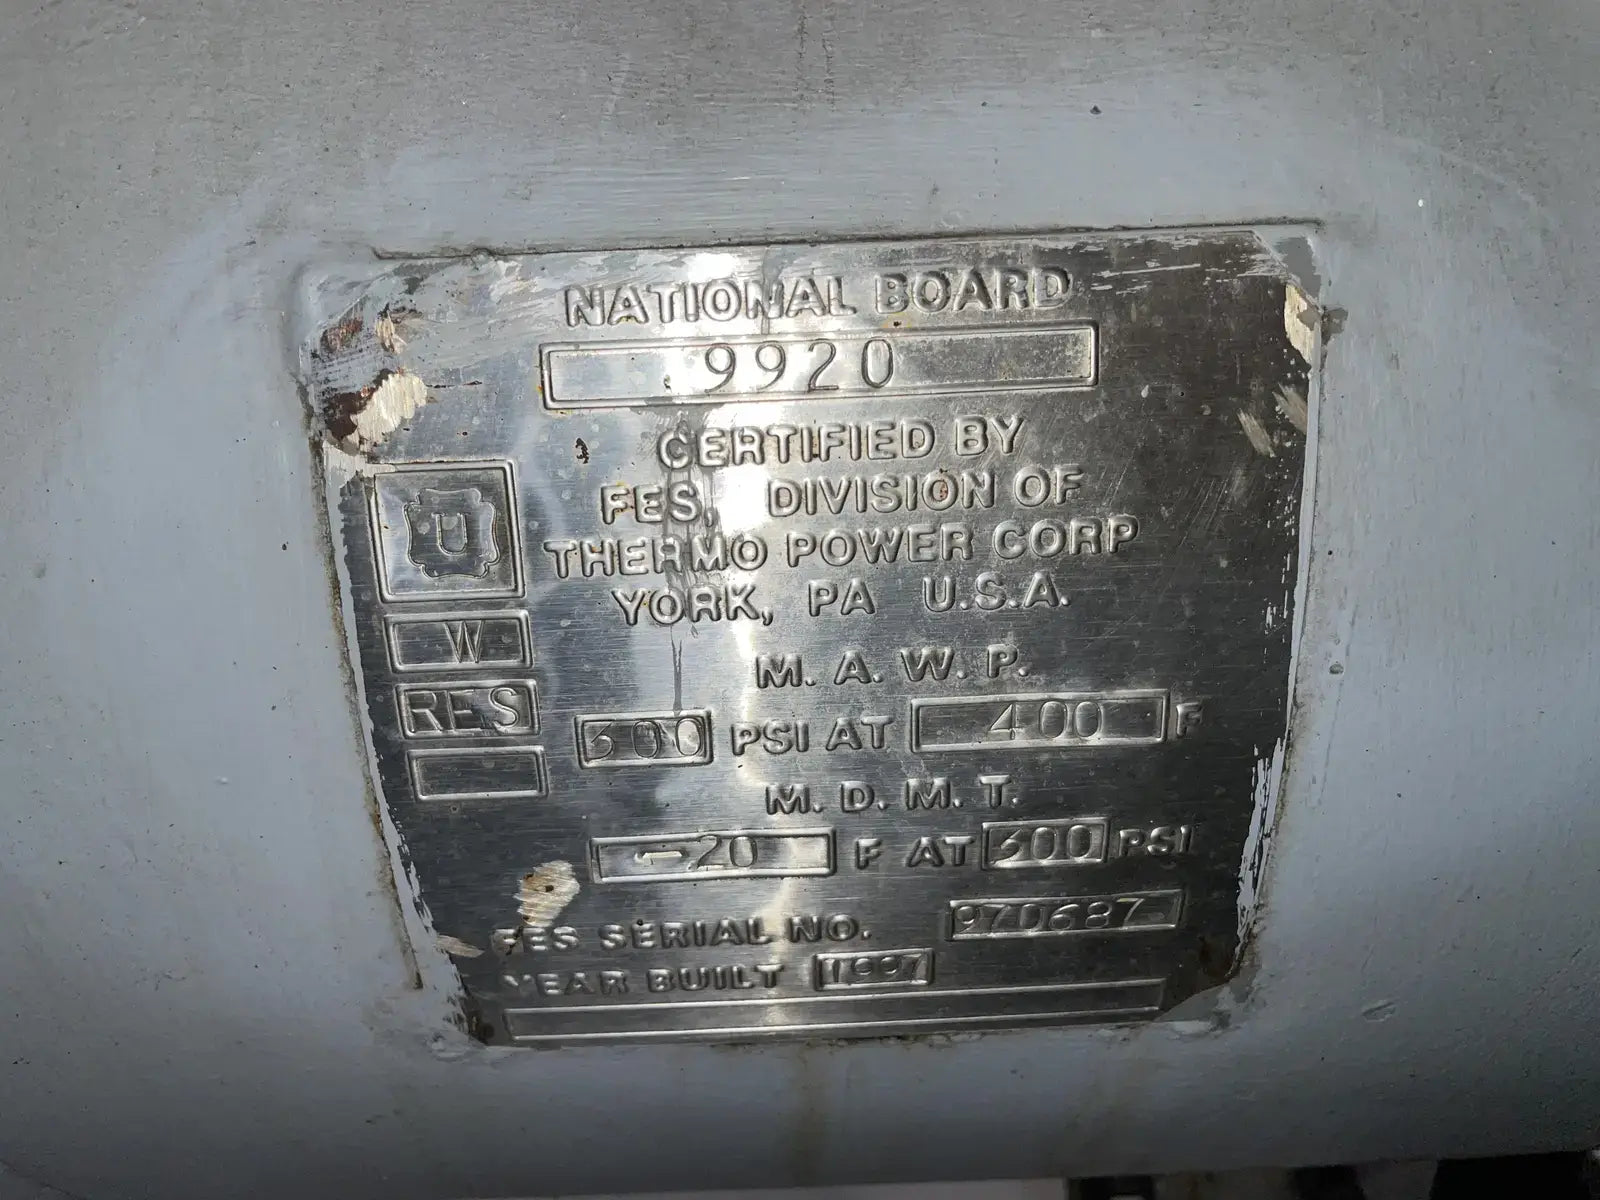 NATIONAL BOARD
9920
CERTIFIED BY
FES, DIVISION OF
THERMO POWER CORP
YORK, PA U.S.A.
U
W
RES
M. A. W. P.
300 PSI AT 400 F
M. D. M. T.
-20 F AT 300 PSI
FES SERIAL NO. 970687
YEAR BUILT 1997